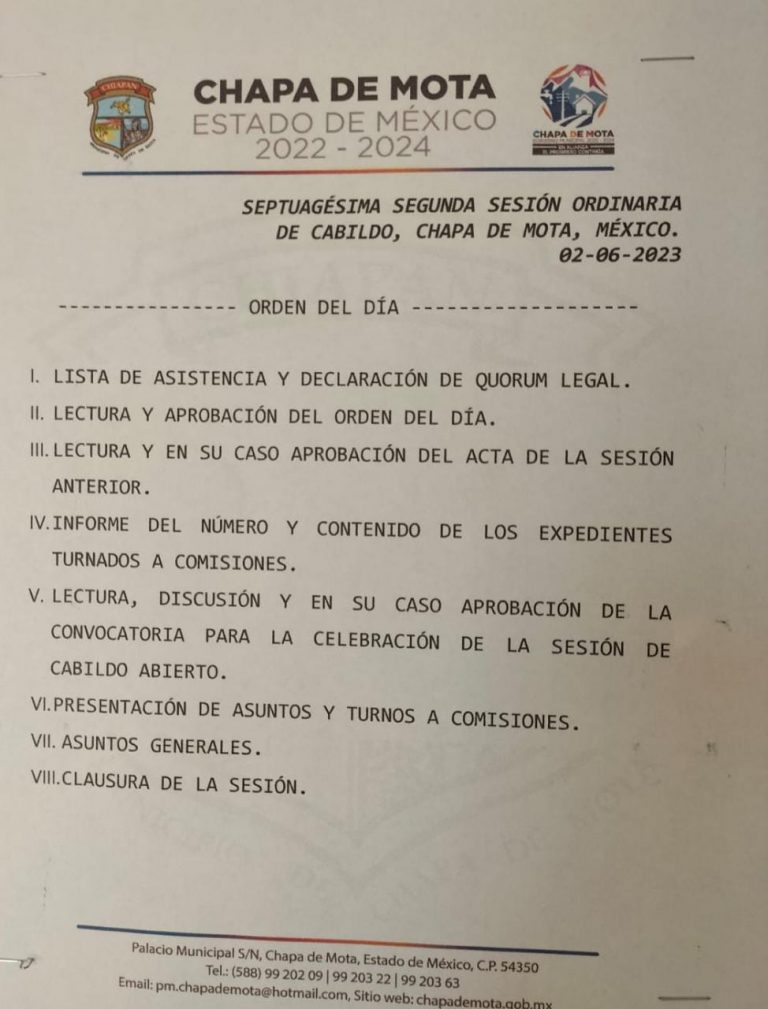 CHIAPAN
CHAPA DE MOTA
ESTADO DE MÉXICO
2022 - 2024
CHAPA DE MOTA
EN ALIANZA
EL PROGRESO CONTINÚA
SEPTUAGÉSIMA SEGUNDA SESIÓN ORDINARIA
DE CABILDO, CHAPA DE MOTA, MÉXICO.
02-06-2023
--------------- ORDEN DEL DÍA -------------------
I. LISTA DE ASISTENCIA Y DECLARACIÓN DE QUORUM LEGAL.
II. LECTURA Y APROBACIÓN DEL ORDEN DEL DÍA.
III. LECTURA Y EN SU CASO APROBACIÓN DEL ACTA DE LA SESIÓN
ANTERIOR.
IV. INFORME DEL NÚMERO Y CONTENIDO DE LOS EXPEDIENTES
TURNADOS A COMISIONES.
V. LECTURA, DISCUSIÓN Y EN SU CASO APROBACIÓN DE LA
CONVOCATORIA PARA LA CELEBRACIÓN DE LA SESIÓN DE
CABILDO ABIERTO.
VI. PRESENTACIÓN DE ASUNTOS Y TURNOS A COMISIONES.
VII. ASUNTOS GENERALES.
VIII. CLAUSURA DE LA SESIÓN.
Palacio Municipal S/N, Chapa de Mota, Estado de México, C.P. 54350
Tel.: (588) 99 202 09 | 99 203 22 | 99 203 63
Email: pm.chapademota@hotmail.com, Sitio web: chapademota.gob.mx